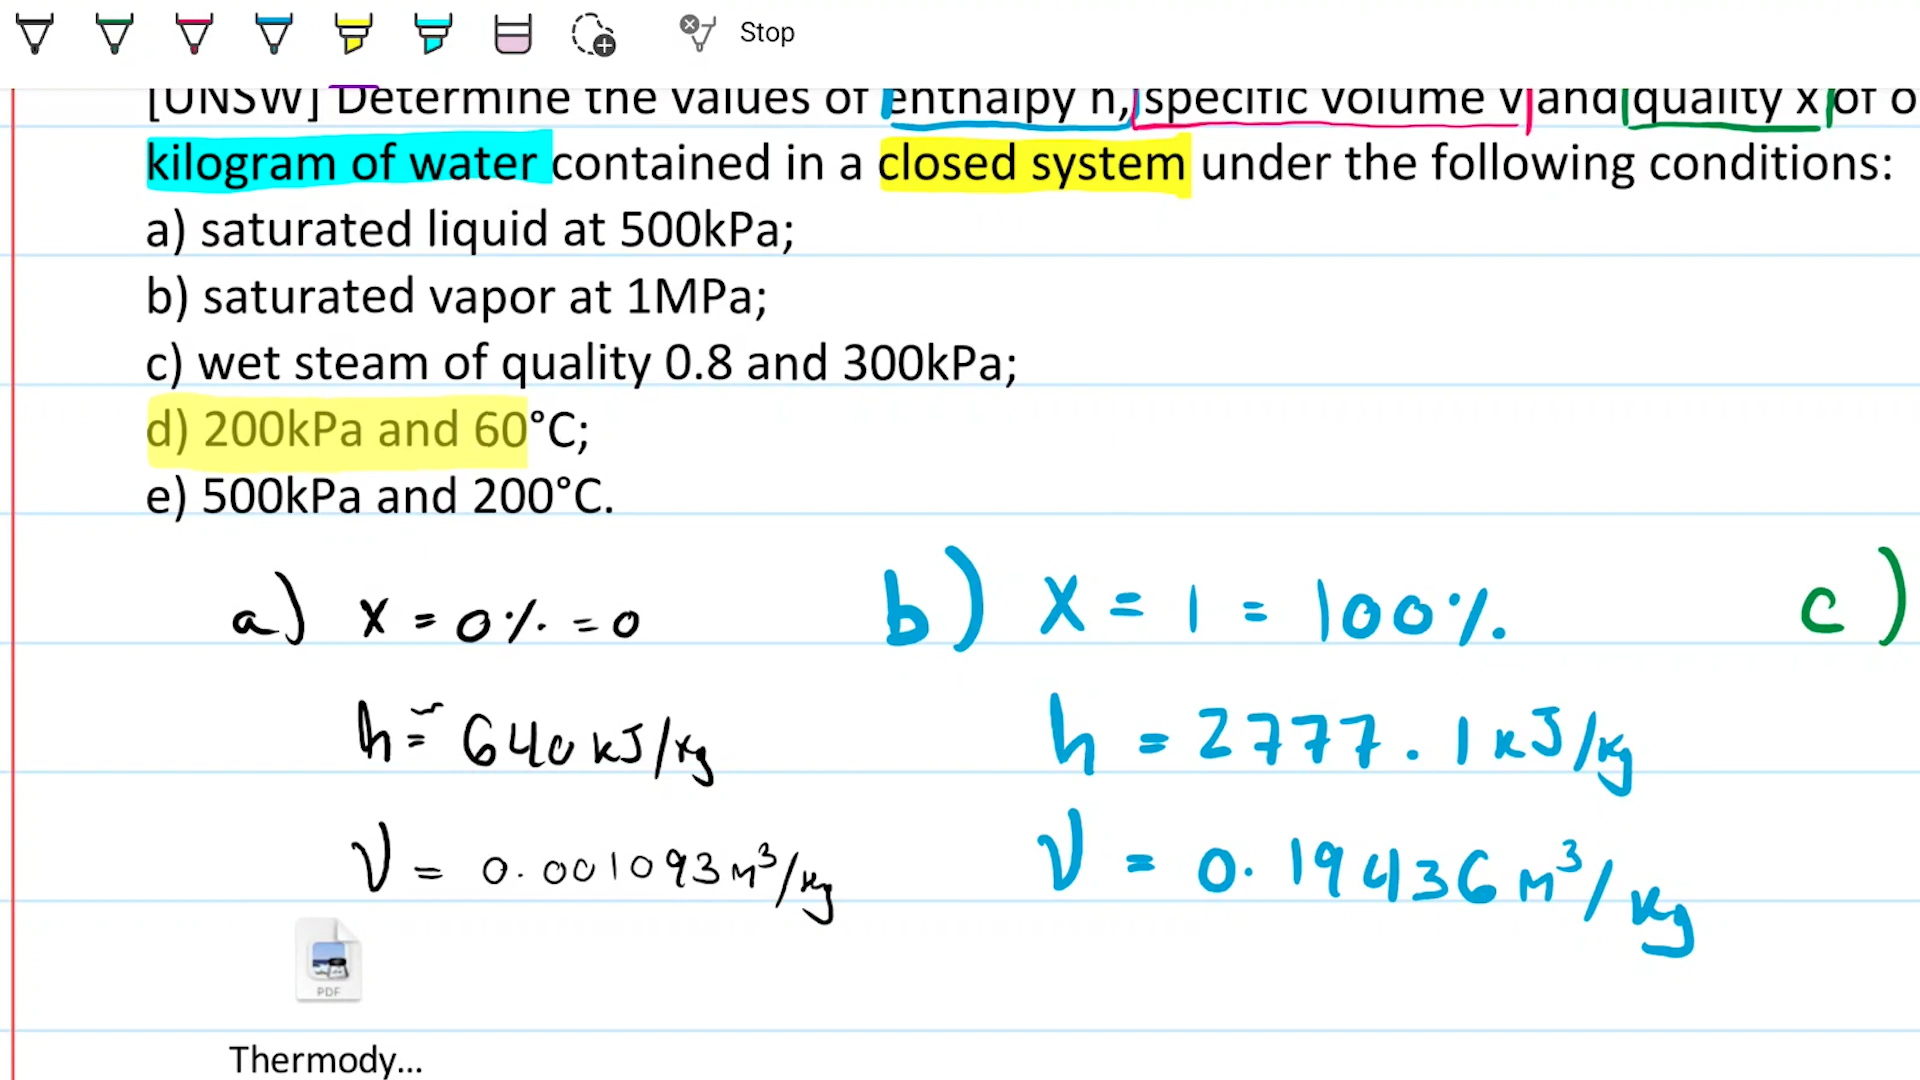 Stop
[UNSW] Determine the values of enthalpy h, specific volume v and quality x of o
kilogram of water contained in a closed system under the following conditions:
a) saturated liquid at 500kPa;
b) saturated vapor at 1MPa;
c) wet steam of quality 0.8 and 300kPa;
d) 200kPa and 60°C;
e) 500kPa and 200°C.
a) x = 0% = 0
b) x = 1 = 100%.
c)
h ≃ 640 kJ/kg
h = 2777.1 kJ/kg
v = 0.001093 m³/kg
v = 0.19436 m³/kg
PDF
Thermody...